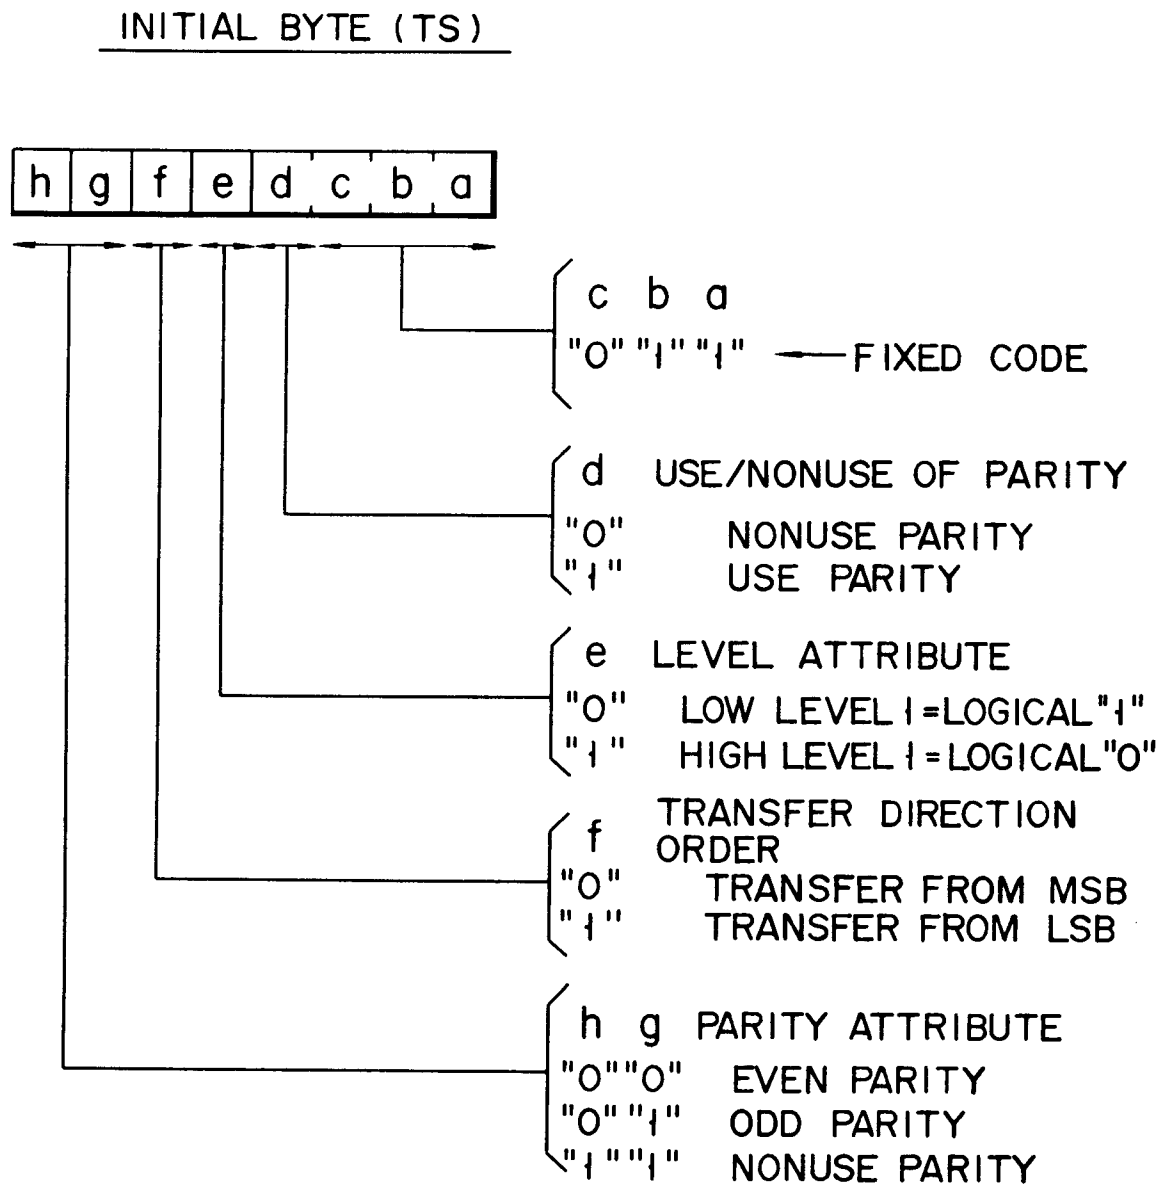 INITIAL BYTE (TS)
h g f e d c b a
c b a
"0" "1" "1" FIXED CODE
d USE/NONUSE OF PARITY
"0" NONUSE PARITY
"1" USE PARITY
e LEVEL ATTRIBUTE
"0" LOW LEVEL 1=LOGICAL "1"
"1" HIGH LEVEL 1=LOGICAL "0"
f TRANSFER DIRECTION
ORDER
"0" TRANSFER FROM MSB
"1" TRANSFER FROM LSB
h g PARITY ATTRIBUTE
"0" "0" EVEN PARITY
"0" "1" ODD PARITY
"1" "1" NONUSE PARITY